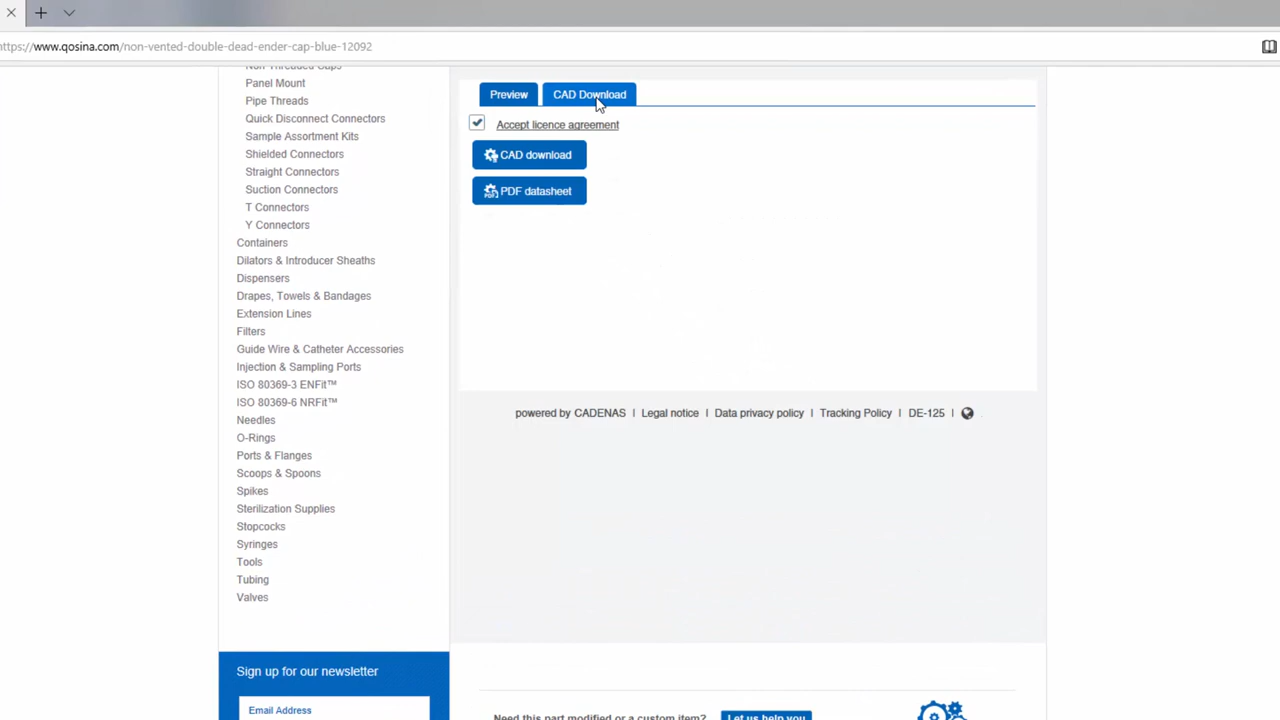 https://www.qosina.com/non-vented-double-dead-ender-cap-blue-12092
Non-Threaded Caps
Panel Mount
Pipe Threads
Quick Disconnect Connectors
Sample Assortment Kits
Shielded Connectors
Straight Connectors
Suction Connectors
T Connectors
Y Connectors
Containers
Dilators & Introducer Sheaths
Dispensers
Drapes, Towels & Bandages
Extension Lines
Filters
Guide Wire & Catheter Accessories
Injection & Sampling Ports
ISO 80369-3 ENFit™
ISO 80369-6 NRFit™
Needles
O-Rings
Ports & Flanges
Scoops & Spoons
Spikes
Sterilization Supplies
Stopcocks
Syringes
Tools
Tubing
Valves
Sign up for our newsletter
Email Address
Preview CAD Download
Accept licence agreement
CAD download
PDF datasheet
powered by CADENAS | Legal notice | Data privacy policy | Tracking Policy | DE-125 |
Need this part modified or a custom item? Let us help you